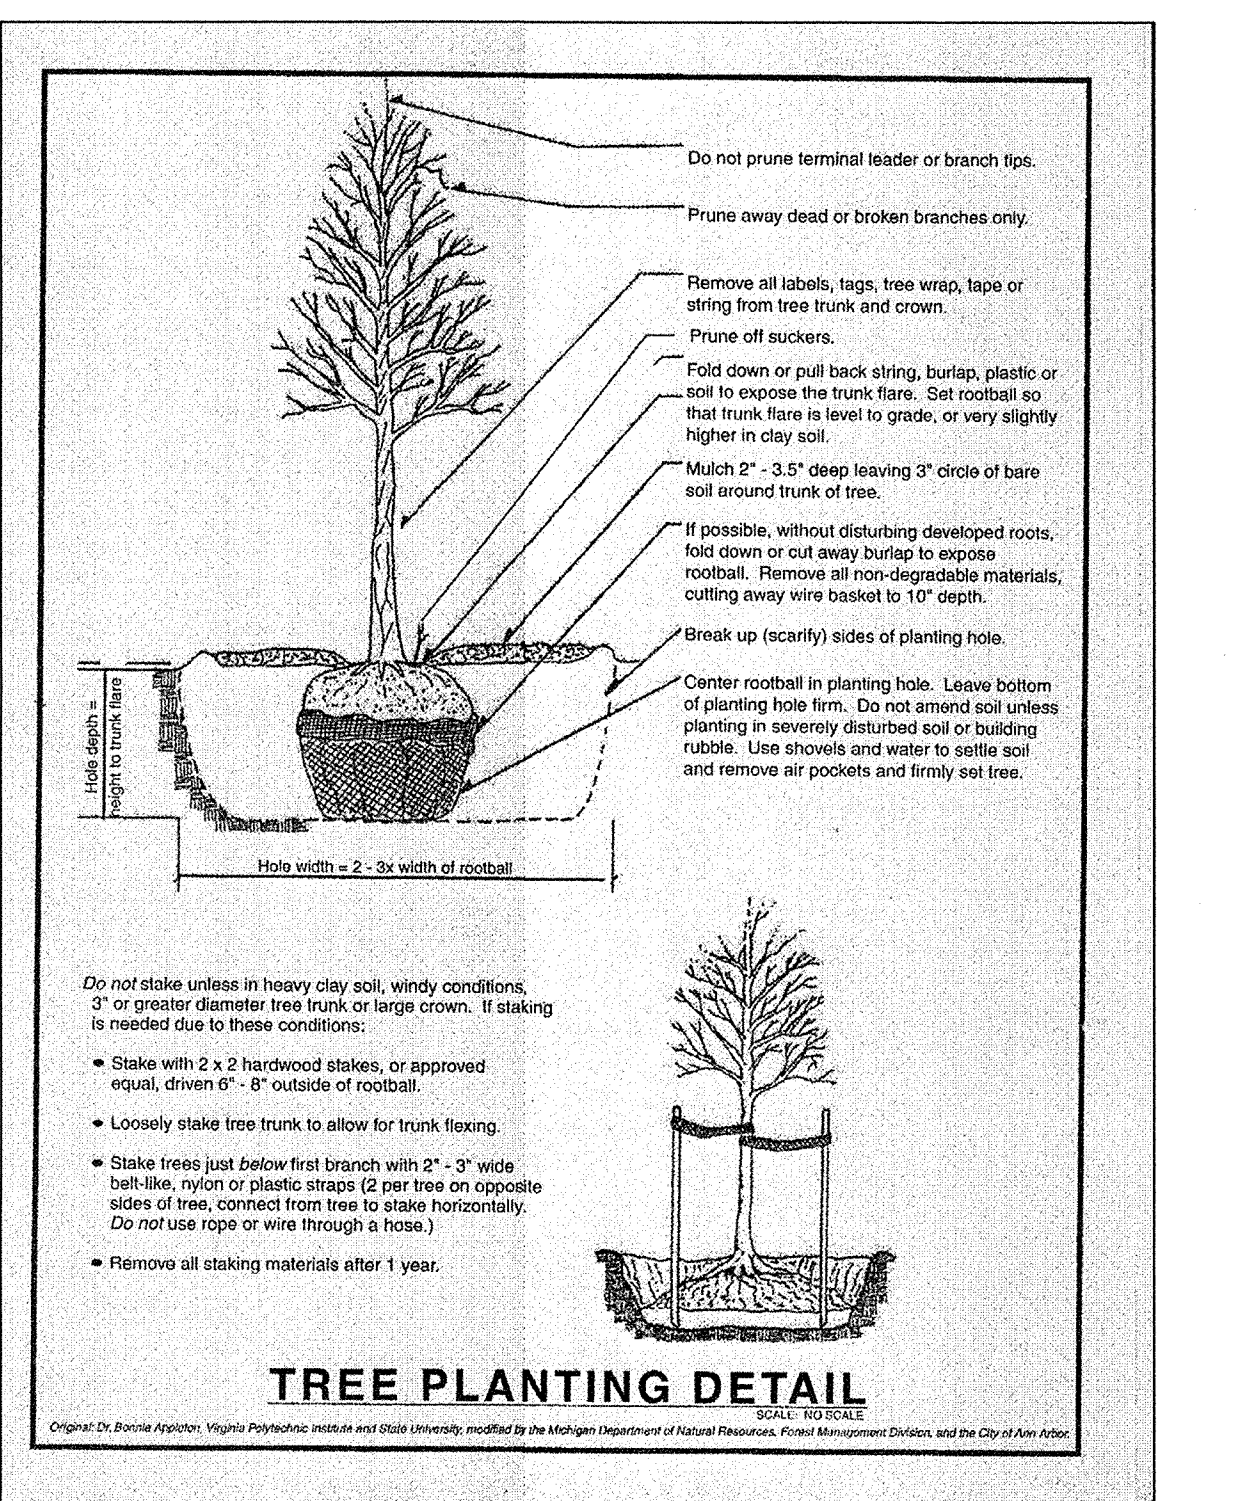 Do not prune terminal leader or branch tips.
Prune away dead or broken branches only.
Remove all labels, tags, tree wrap, tape or
string from tree trunk and crown.
Prune off suckers.
Fold down or pull back string, burlap, plastic or
soil to expose the trunk flare. Set rootball so
that trunk flare is level to grade, or very slightly
higher in clay soil.
Mulch 2" - 3.5" deep leaving 3" circle of bare
soil around trunk of tree.
If possible, without disturbing developed roots,
fold down or cut away burlap to expose
rootball. Remove all non-degradable materials,
cutting away wire basket to 10" depth.
Break up (scarify) sides of planting hole.
Center rootball in planting hole. Leave bottom
of planting hole firm. Do not amend soil unless
planting in severely disturbed soil or building
rubble. Use shovels and water to settle soil
and remove air pockets and firmly set tree.
Hole depth =
height to trunk flare
Hole width = 2 - 3x width of rootball
Do not stake unless in heavy clay soil, windy conditions,
3" or greater diameter tree trunk or large crown. If staking
is needed due to these conditions:
• Stake with 2 x 2 hardwood stakes, or approved
equal, driven 6" - 8" outside of rootball.
• Loosely stake tree trunk to allow for trunk flexing.
• Stake trees just below first branch with 2" - 3" wide
belt-like, nylon or plastic straps (2 per tree on opposite
sides of tree, connect from tree to stake horizontally.
Do not use rope or wire through a hose.)
• Remove all staking materials after 1 year.
TREE PLANTING DETAIL
SCALE: NO SCALE
Original: Dr. Bonnie Appleton, Virginia Polytechnic Institute and State University, modified by the Michigan Department of Natural Resources, Forest Management Division, and the City of Ann Arbor.